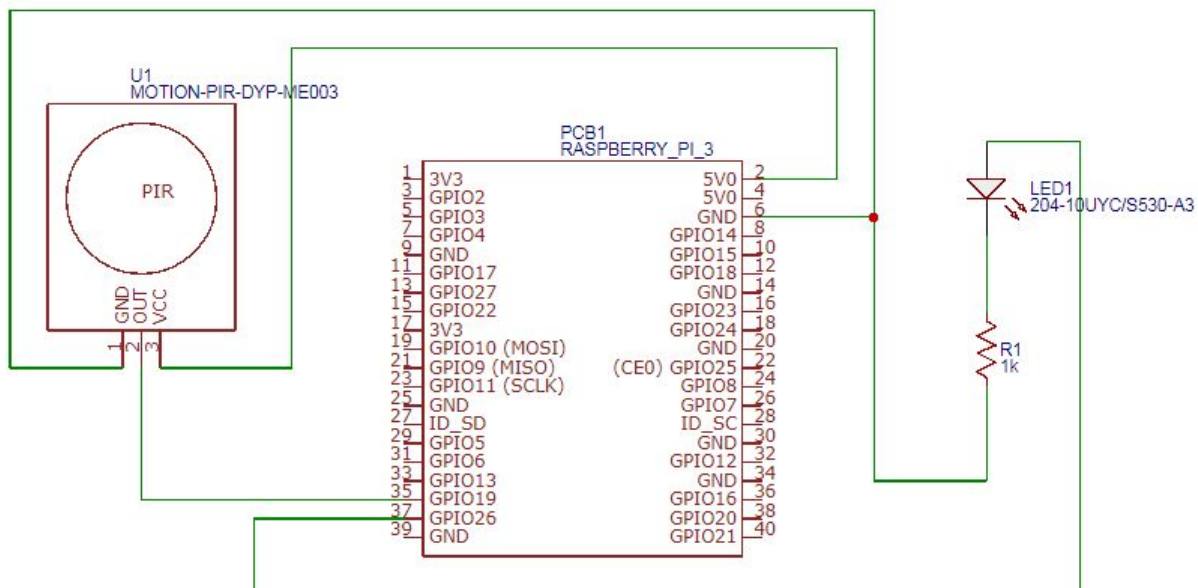 U1
MOTION-PIR-DYP-ME003
PIR
GND
OUT
VCC
1
2
3
PCB1
RASPBERRY_PI_3
1 3V3 5V0 2
3 GPIO2 5V0 4
5 GPIO3 GND 6
7 GPIO4 GPIO14 8
9 GND GPIO15 10
11 GPIO17 GPIO18 12
13 GPIO27 GND 14
15 GPIO22 GPIO23 16
17 3V3 GPIO24 18
19 GPIO10 (MOSI) GND 20
21 GPIO9 (MISO) (CE0) GPIO25 22
23 GPIO11 (SCLK) GPIO8 24
25 GND GPIO7 26
27 ID_SD ID_SC 28
29 GPIO5 GND 30
31 GPIO6 GPIO12 32
33 GPIO13 GND 34
35 GPIO19 GPIO16 36
37 GPIO26 GPIO20 38
39 GND GPIO21 40
LED1
204-10UYC/S530-A3
R1
1k